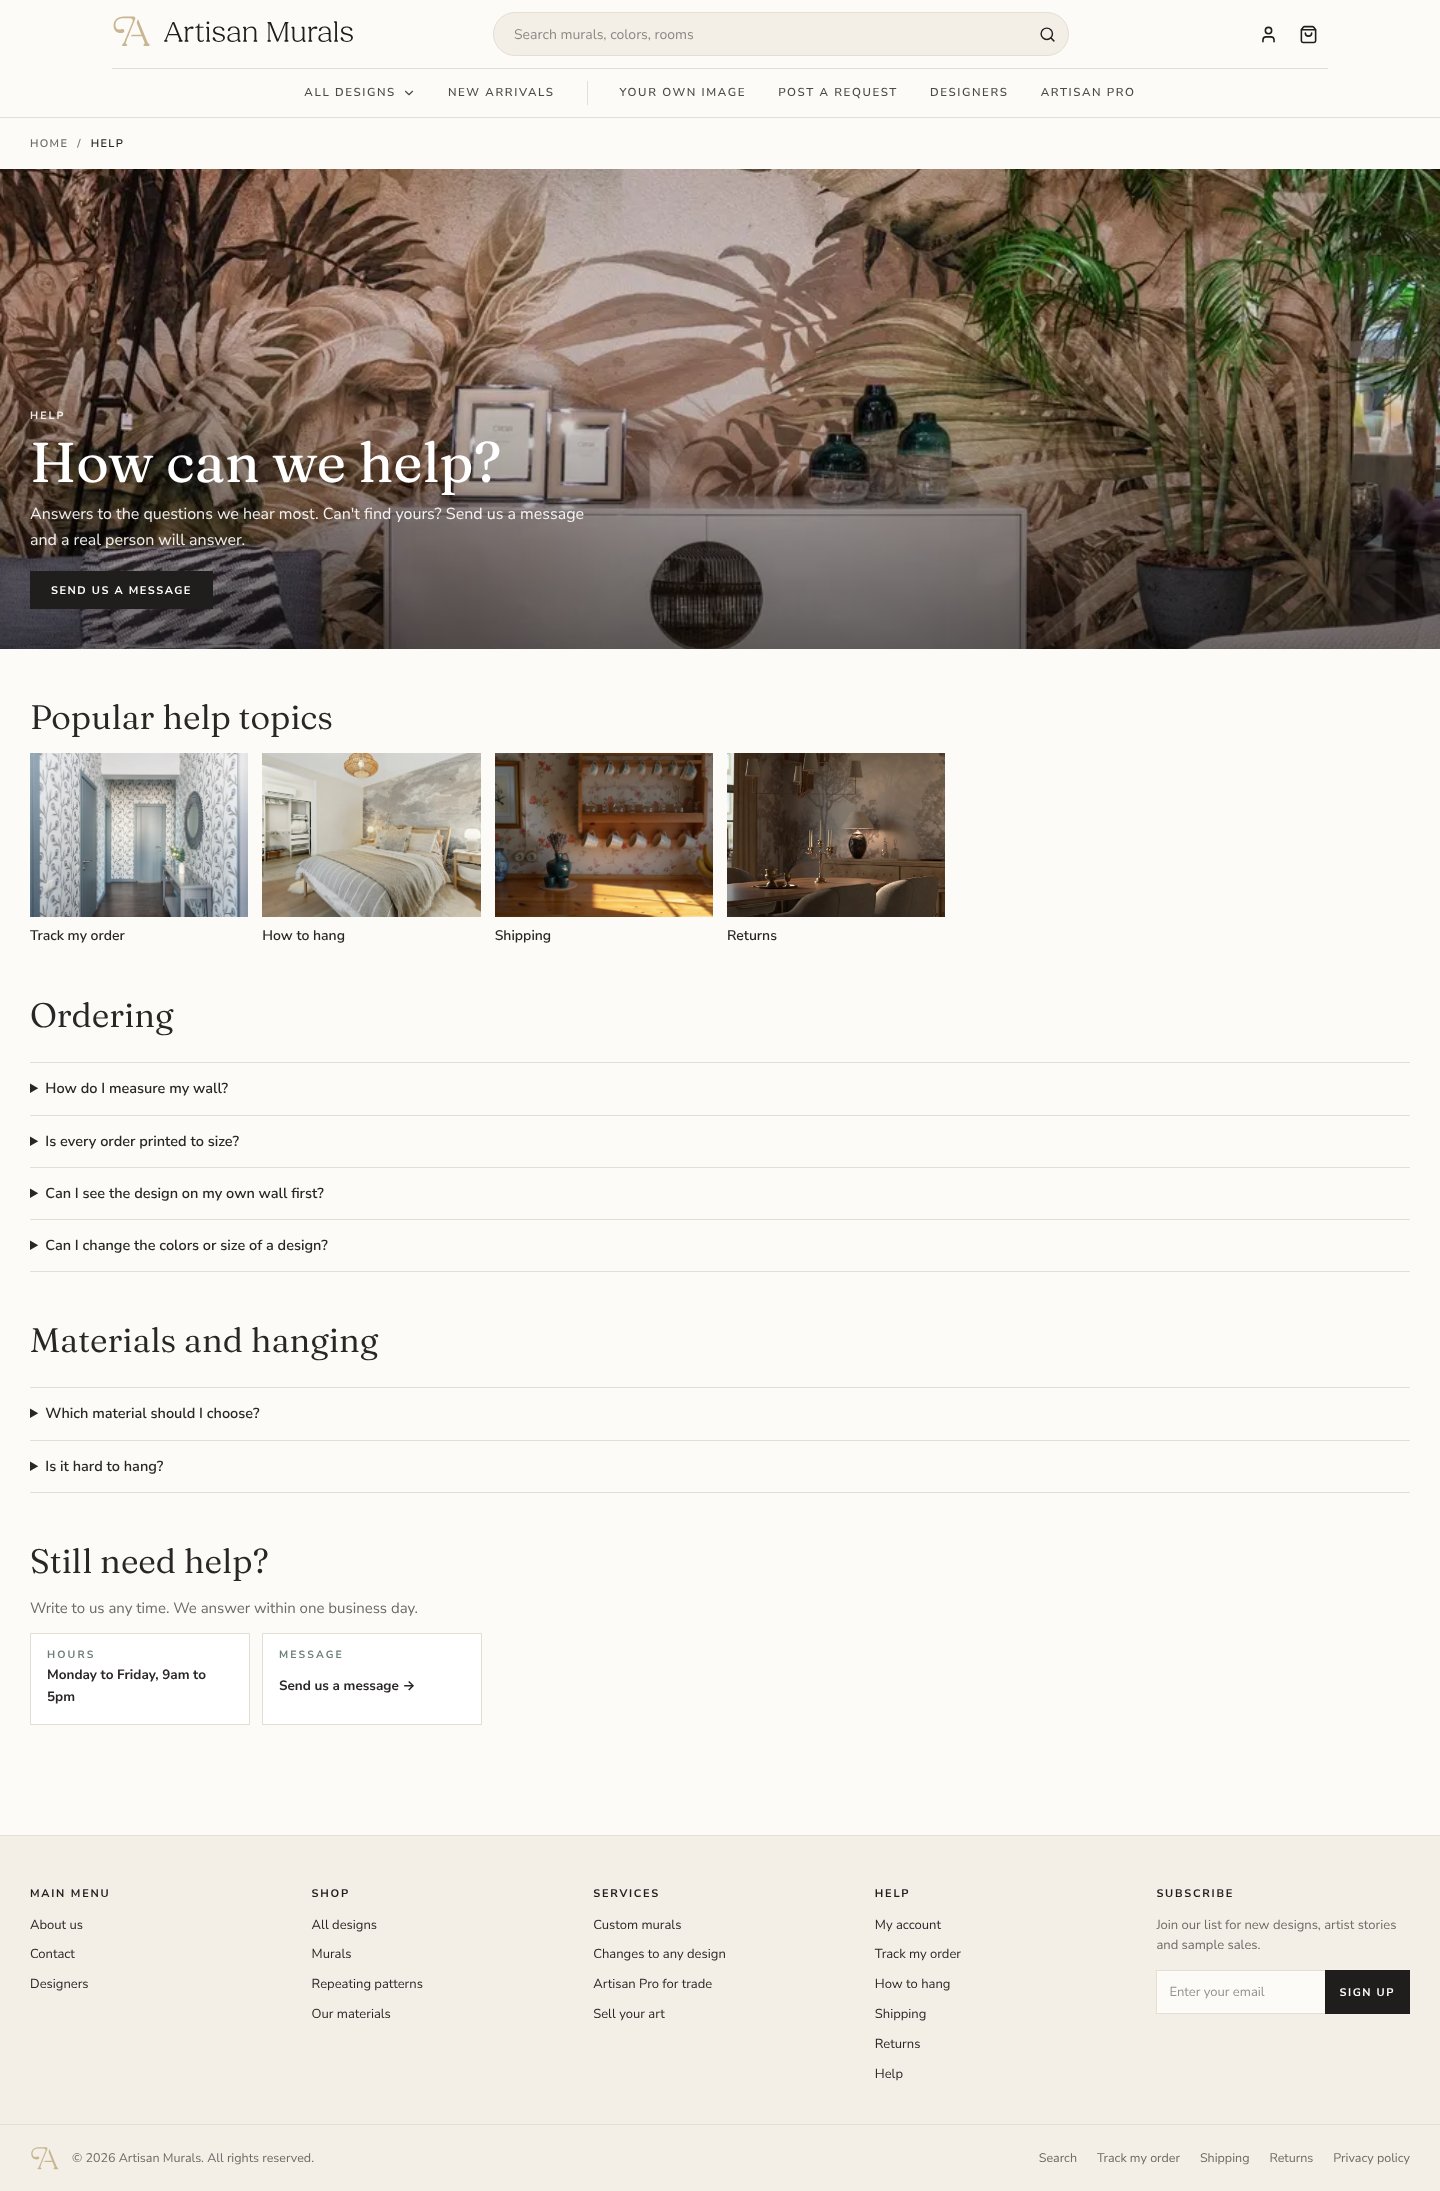 Artisan Murals
Search murals, colors, rooms
ALL DESIGNS
NEW ARRIVALS
YOUR OWN IMAGE
POST A REQUEST
DESIGNERS
ARTISAN PRO
HOME / HELP
HELP
How can we help?
Answers to the questions we hear most. Can't find yours? Send us a message
and a real person will answer.
SEND US A MESSAGE
Popular help topics
Track my order
How to hang
Shipping
Returns
Ordering
How do I measure my wall?
Is every order printed to size?
Can I see the design on my own wall first?
Can I change the colors or size of a design?
Materials and hanging
Which material should I choose?
Is it hard to hang?
Still need help?
Write to us any time. We answer within one business day.
HOURS
Monday to Friday, 9am to
5pm
MESSAGE
Send us a message →
MAIN MENU
About us
Contact
Designers
SHOP
All designs
Murals
Repeating patterns
Our materials
SERVICES
Custom murals
Changes to any design
Artisan Pro for trade
Sell your art
HELP
My account
Track my order
How to hang
Shipping
Returns
Help
SUBSCRIBE
Join our list for new designs, artist stories
and sample sales.
Enter your email
SIGN UP
© 2026 Artisan Murals. All rights reserved.
Search
Track my order
Shipping
Returns
Privacy policy